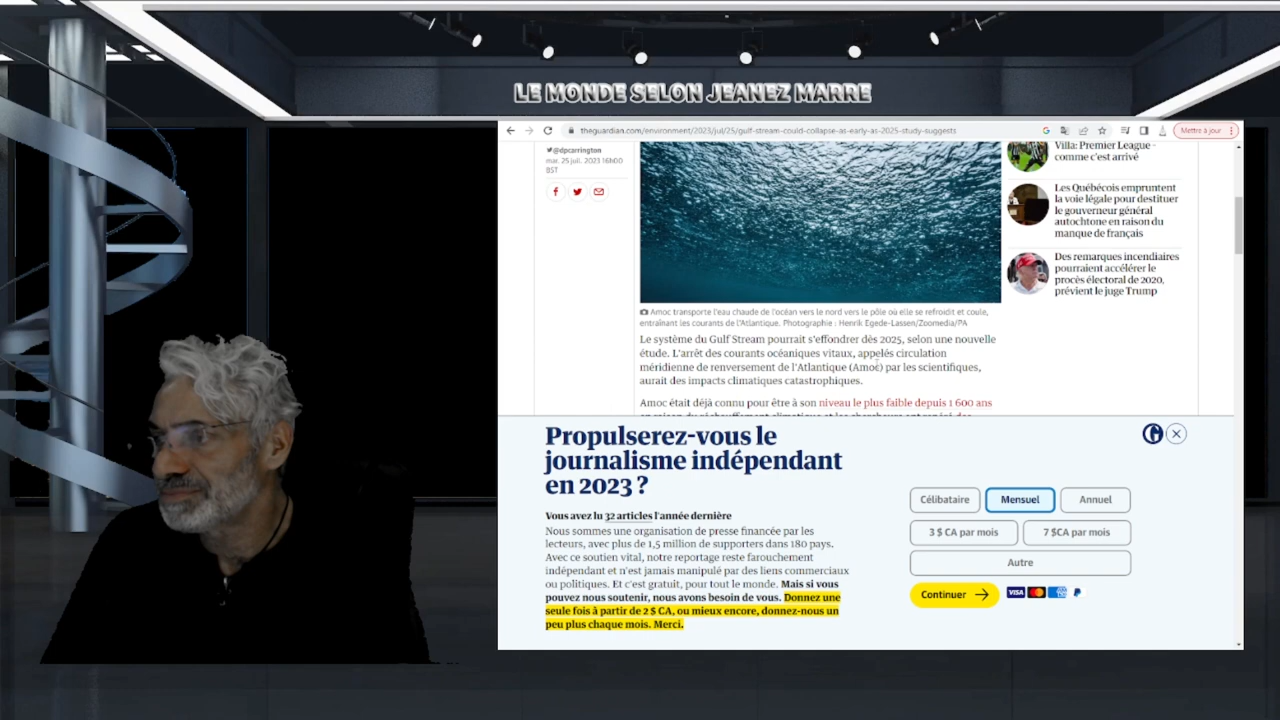 LE MONDE SELON JEANEZ MARRE
theguardian.com/environment/2023/jul/25/gulf-stream-could-collapse-as-early-as-2025-study-suggests
Mettre à jour
@dpcarrington
mar. 25 juil. 2023 16h00
BST
Villa: Premier League -
comme c'est arrivé
Les Québécois empruntent
la voie légale pour destituer
le gouverneur général
autochtone en raison du
manque de français
Des remarques incendiaires
pourraient accélérer le
procès électoral de 2020,
prévient le juge Trump
Amoc transporte l'eau chaude de l'océan vers le nord vers le pôle où elle se refroidit et coule,
entraînant les courants de l'Atlantique. Photographie : Henrik Egede-Lassen/Zoomedia/PA
Le système du Gulf Stream pourrait s'effondrer dès 2025, selon une nouvelle
étude. L'arrêt des courants océaniques vitaux, appelés circulation
méridienne de renversement de l'Atlantique (Amoc) par les scientifiques,
aurait des impacts climatiques catastrophiques.
Amoc était déjà connu pour être à son niveau le plus faible depuis 1 600 ans
Propulserez-vous le
journalisme indépendant
en 2023 ?
Vous avez lu 32 articles l'année dernière
Nous sommes une organisation de presse financée par les
lecteurs, avec plus de 1,5 million de supporters dans 180 pays.
Avec ce soutien vital, notre reportage reste farouchement
indépendant et n'est jamais manipulé par des liens commerciaux
ou politiques. Et c'est gratuit, pour tout le monde. Mais si vous
pouvez nous soutenir, nous avons besoin de vous. Donnez une
seule fois à partir de 2 $ CA, ou mieux encore, donnez-nous un
peu plus chaque mois. Merci.
Célibataire
Mensuel
Annuel
3 $ CA par mois
7 $CA par mois
Autre
Continuer
VISA